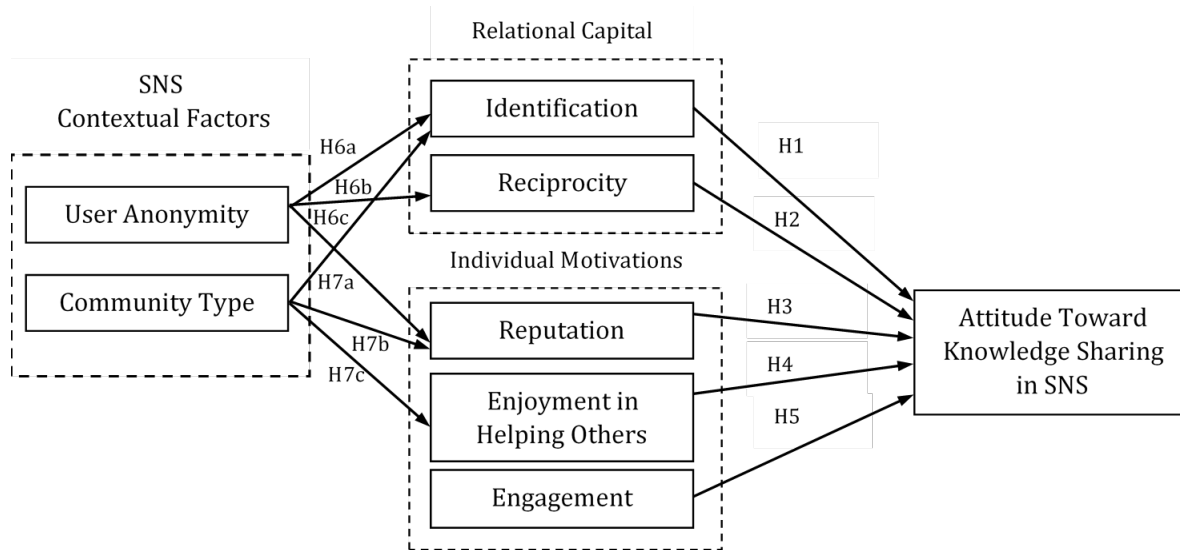 SNS
Contextual Factors
User Anonymity
Community Type
H6a
H6b
H6c
H7a
H7b
H7c
Relational Capital
Identification
Reciprocity
Individual Motivations
Reputation
Enjoyment in
Helping Others
Engagement
H1
H2
H3
H4
H5
Attitude Toward
Knowledge Sharing
in SNS